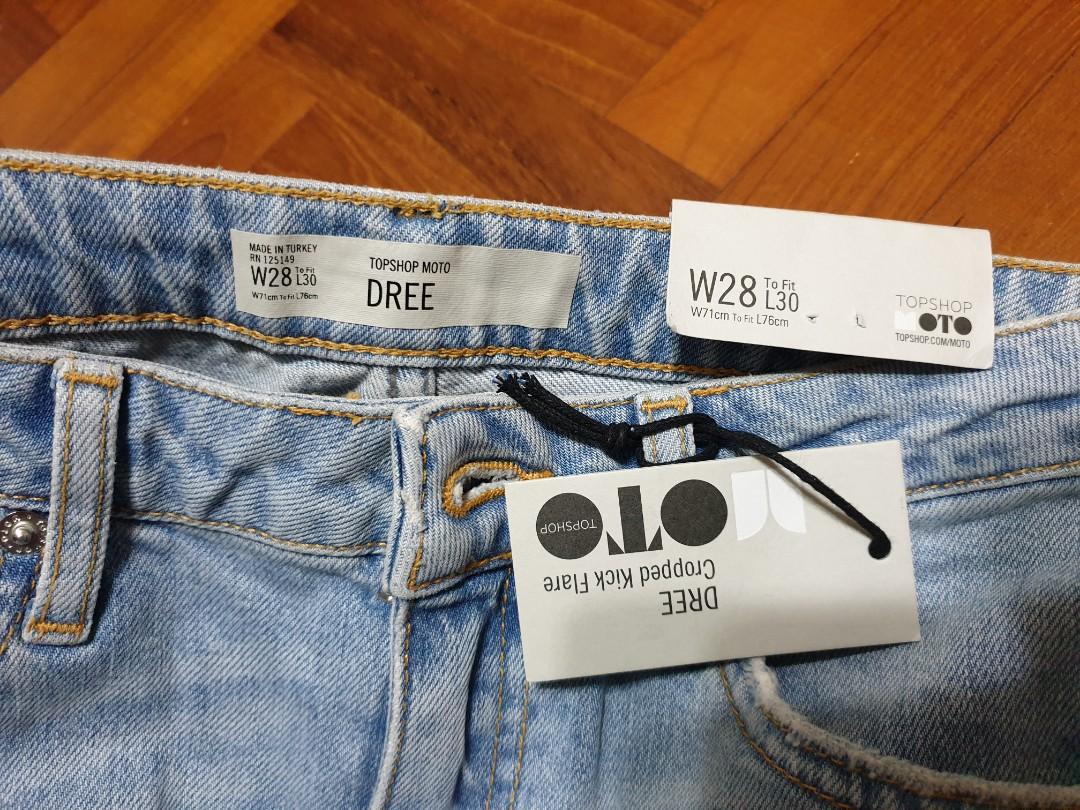 MADE IN TURKEY
RN 125149
W28 To Fit L30
W71cm To Fit L76cm
TOPSHOP MOTO
DREE
W28 To Fit L30
W71cm To Fit L76cm
TOPSHOP
MOTO
TOPSHOP.COM/MOTO
MOTO
TOPSHOP
DREE
Cropped Kick Flare